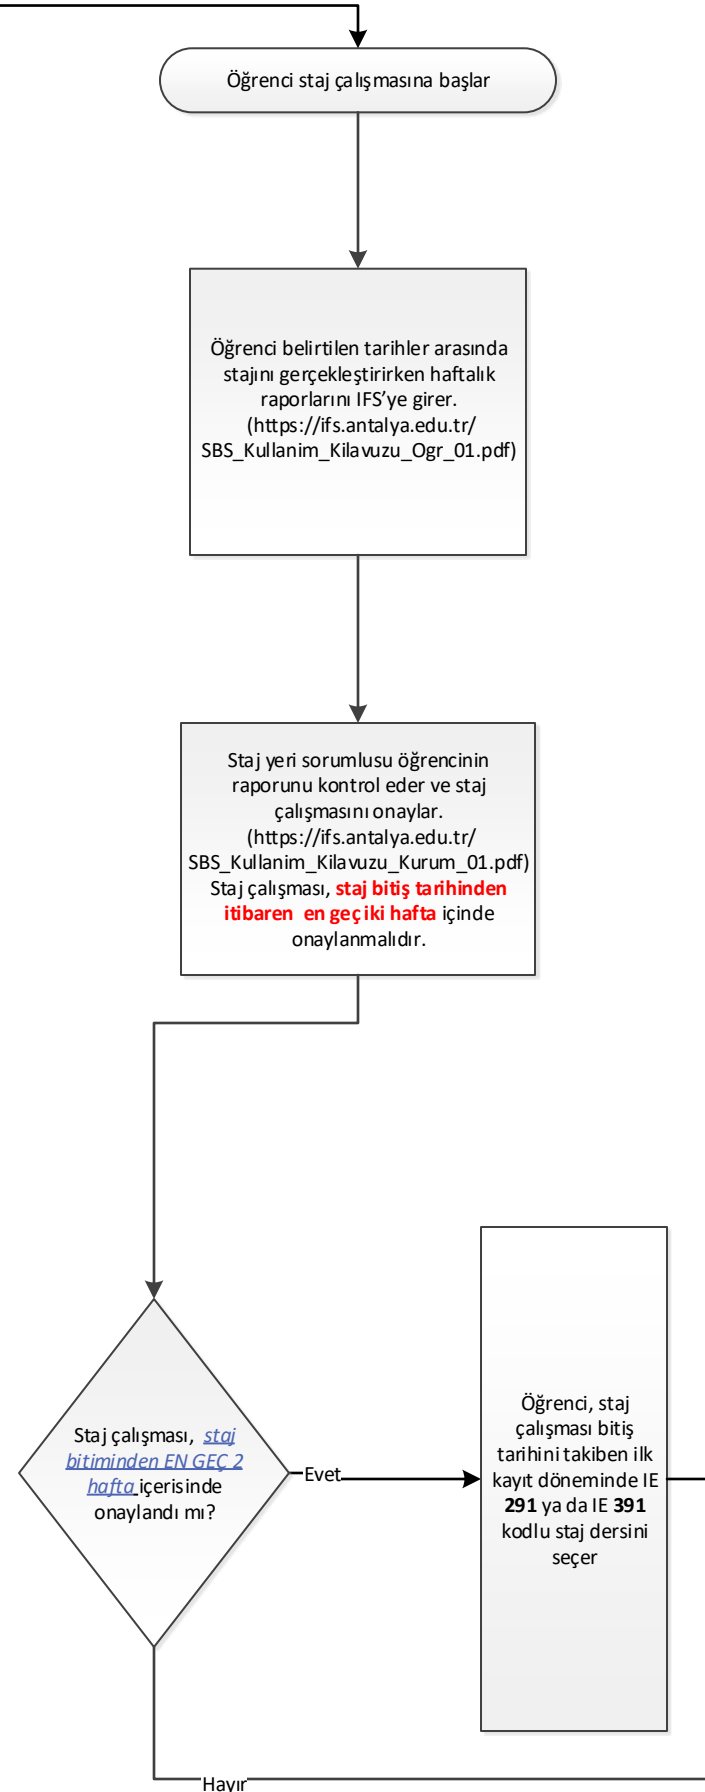 Öğrenci staj çalışmasına başlar
Öğrenci belirtilen tarihler arasında
stajını gerçekleştirirken haftalık
raporlarını IFS’ye girer.
(https://ifs.antalya.edu.tr/
SBS_Kullanim_Kilavuzu_Ogr_01.pdf)
Staj yeri sorumlusu öğrencinin
raporunu kontrol eder ve staj
çalışmasını onaylar.
(https://ifs.antalya.edu.tr/
SBS_Kullanim_Kilavuzu_Kurum_01.pdf)
Staj çalışması, staj bitiş tarihinden
itibaren en geç iki hafta içinde
onaylanmalıdır.
Staj çalışması, staj
bitiminden EN GEÇ 2
hafta içerisinde
onaylandı mı?
Evet
Öğrenci, staj
çalışması bitiş
tarihini takiben ilk
kayıt döneminde IE
291 ya da IE 391
kodlu staj dersini
seçer
Hayır